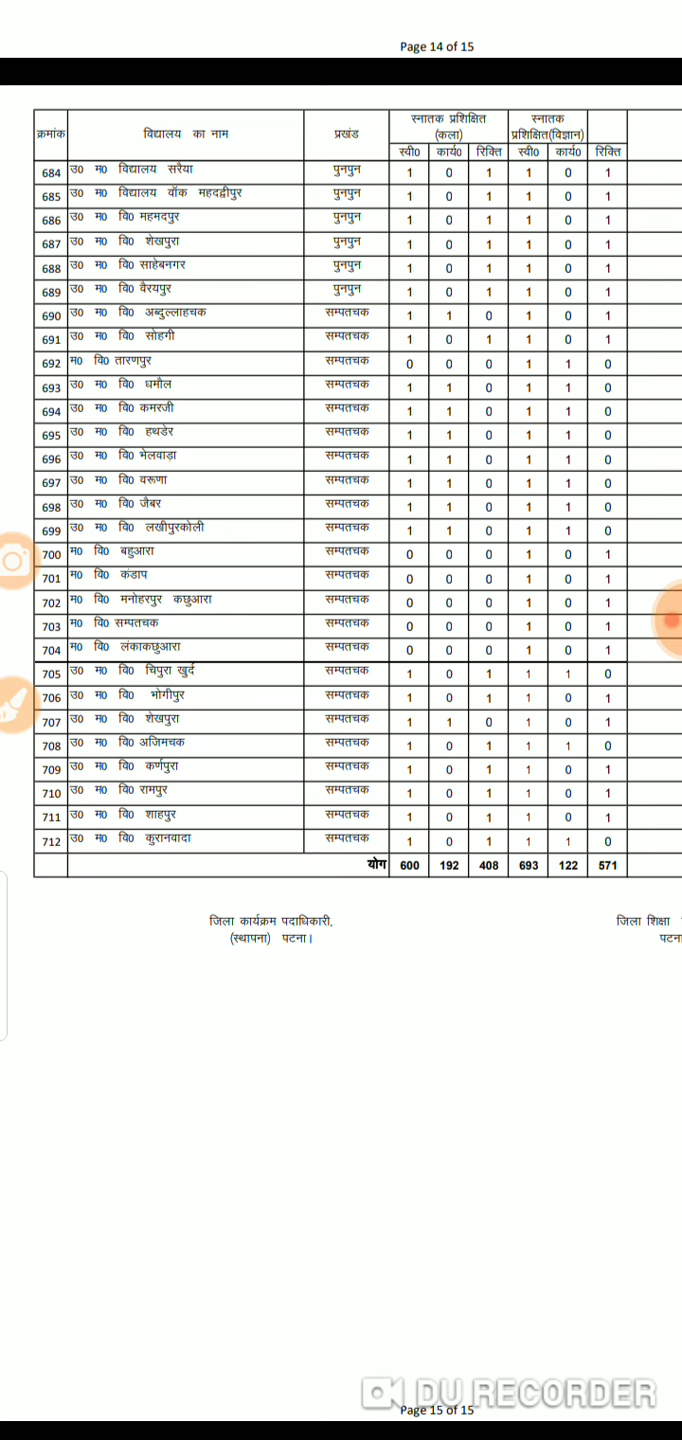 Page 14 of 15
क्रमांक विद्यालय का नाम प्रखंड स्नातक प्रशिक्षित (कला) स्नातक प्रशिक्षित(विज्ञान)
स्वी0 कार्य0 रिक्ति स्वी0 कार्य0 रिक्ति
684 उ0 म0 विद्यालय सरैया पुनपुन 1 0 1 1 0 1
685 उ0 म0 विद्यालय वॉक महदद्वीपुर पुनपुन 1 0 1 1 0 1
686 उ0 म0 वि0 महमदपुर पुनपुन 1 0 1 1 0 1
687 उ0 म0 वि0 शेखपुरा पुनपुन 1 0 1 1 0 1
688 उ0 म0 वि0 साहेबनगर पुनपुन 1 0 1 1 0 1
689 उ0 म0 वि0 वैरयपुर पुनपुन 1 0 1 1 0 1
690 उ0 म0 वि0 अब्दुल्लाहचक सम्पतचक 1 1 0 1 0 1
691 उ0 म0 वि0 सोहगी सम्पतचक 1 0 1 1 0 1
692 म0 वि0 तारणपुर सम्पतचक 0 0 0 1 1 0
693 उ0 म0 वि0 धमौल सम्पतचक 1 1 0 1 1 0
694 उ0 म0 वि0 कमरजी सम्पतचक 1 1 0 1 1 0
695 उ0 म0 वि0 हथडेर सम्पतचक 1 1 0 1 1 0
696 उ0 म0 वि0 भेलवाड़ा सम्पतचक 1 1 0 1 1 0
697 उ0 म0 वि0 वरूणा सम्पतचक 1 1 0 1 1 0
698 उ0 म0 वि0 जैबर सम्पतचक 1 1 0 1 1 0
699 उ0 म0 वि0 लखीपुरकोली सम्पतचक 1 1 0 1 1 0
700 म0 वि0 बहुआरा सम्पतचक 0 0 0 1 0 1
701 म0 वि0 कंडाप सम्पतचक 0 0 0 1 0 1
702 म0 वि0 मनोहरपुर कछुआरा सम्पतचक 0 0 0 1 0 1
703 म0 वि0 सम्पतचक सम्पतचक 0 0 0 1 0 1
704 म0 वि0 लंकाकछुआरा सम्पतचक 0 0 0 1 0 1
705 उ0 म0 वि0 चिपुरा खुर्द सम्पतचक 1 0 1 1 1 0
706 उ0 म0 वि0 भोगीपुर सम्पतचक 1 0 1 1 0 1
707 उ0 म0 वि0 शेखपुरा सम्पतचक 1 1 0 1 0 1
708 उ0 म0 वि0 अजिमचक सम्पतचक 1 0 1 1 1 0
709 उ0 म0 वि0 कर्णपुरा सम्पतचक 1 0 1 1 0 1
710 उ0 म0 वि0 रामपुर सम्पतचक 1 0 1 1 0 1
711 उ0 म0 वि0 शाहपुर सम्पतचक 1 0 1 1 0 1
712 उ0 म0 वि0 कुरानवादा सम्पतचक 1 0 1 1 1 0
योग 600 192 408 693 122 571
जिला कार्यक्रम पदाधिकारी, जिला शिक्षा
(स्थापना) पटना। पटना
DU RECORDER
Page 15 of 15